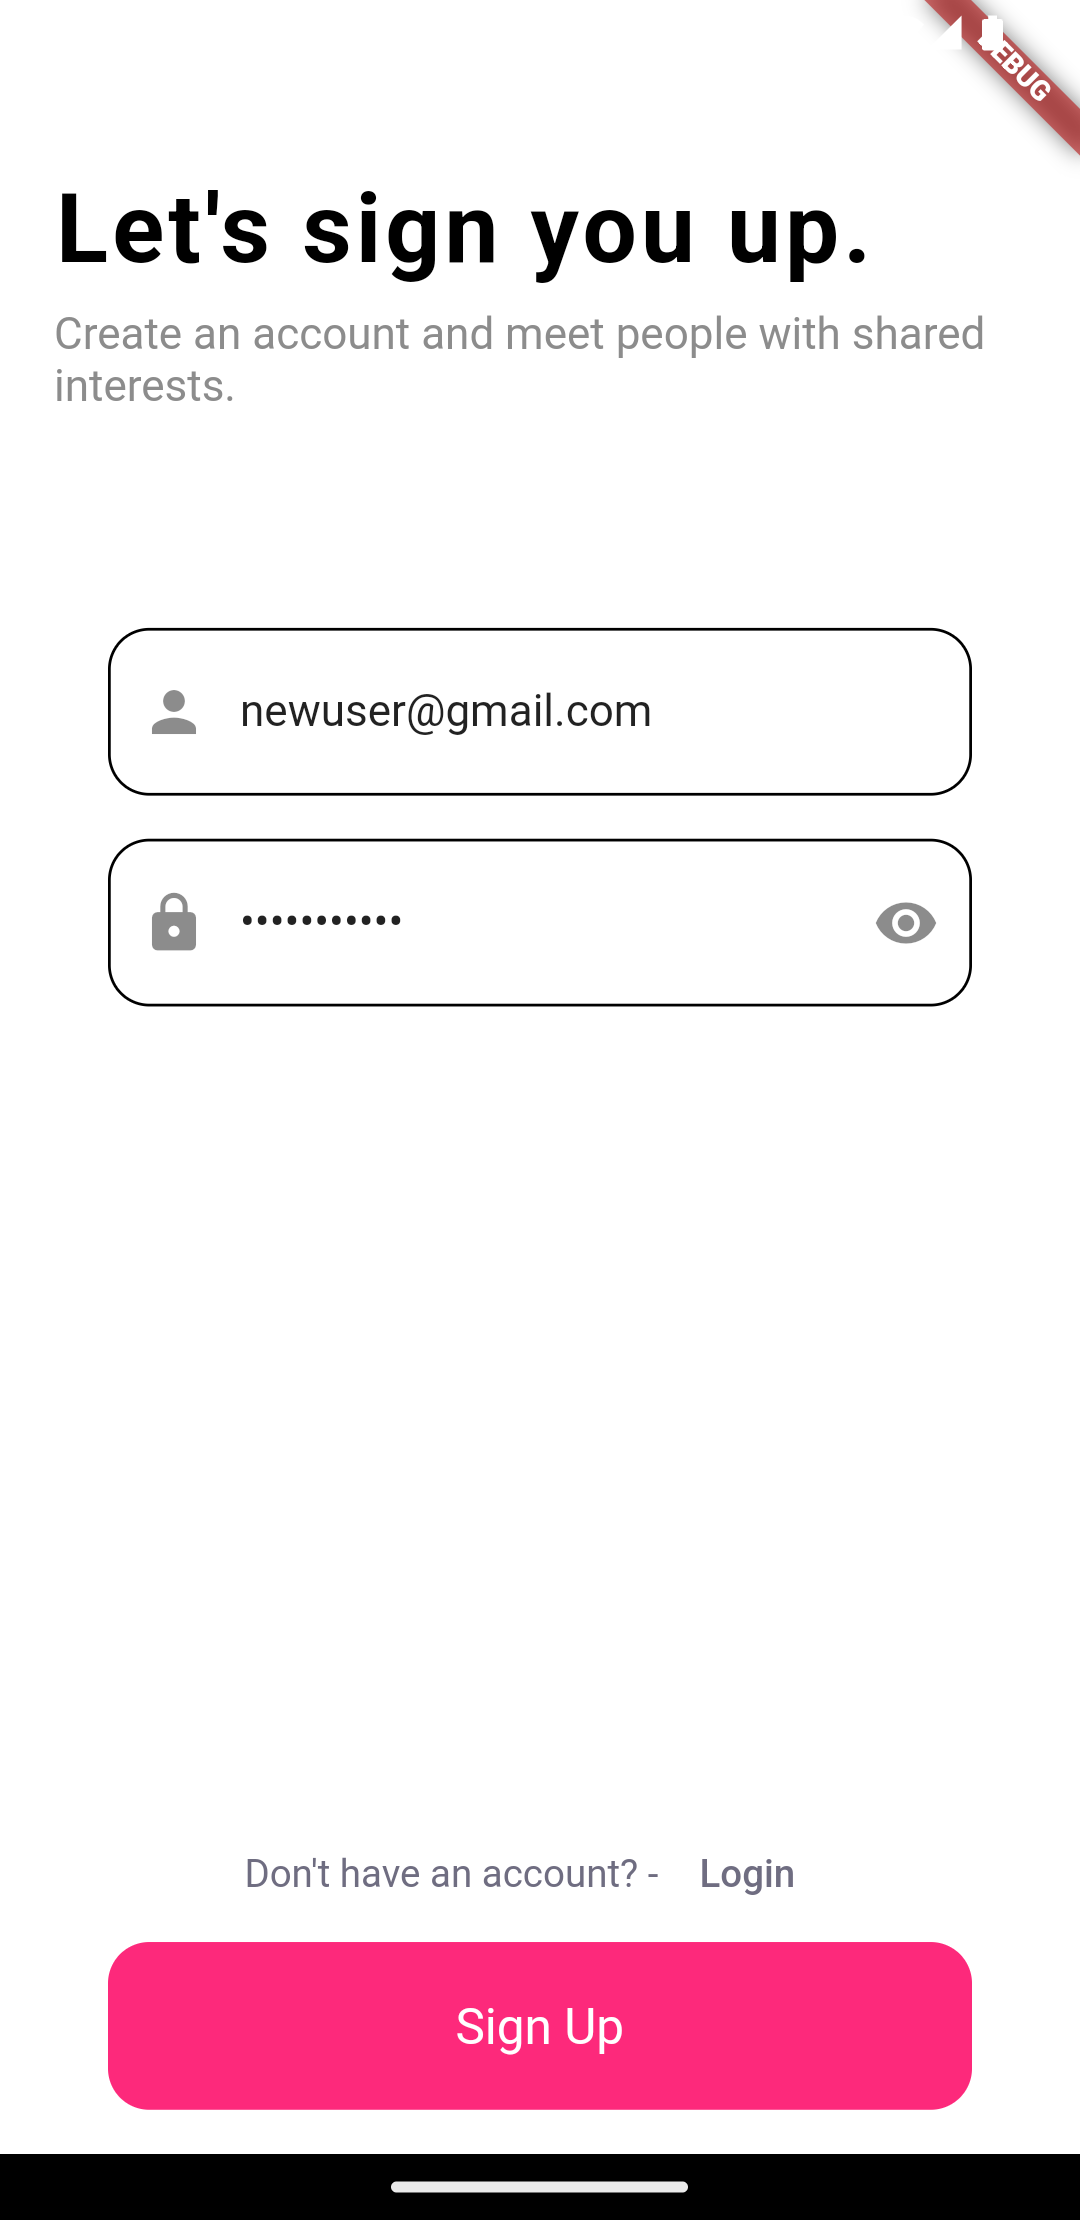 DEBUG
Let's sign you up.
Create an account and meet people with shared
interests.
newuser@gmail.com
•••••••••••
Don't have an account? - Login
Sign Up